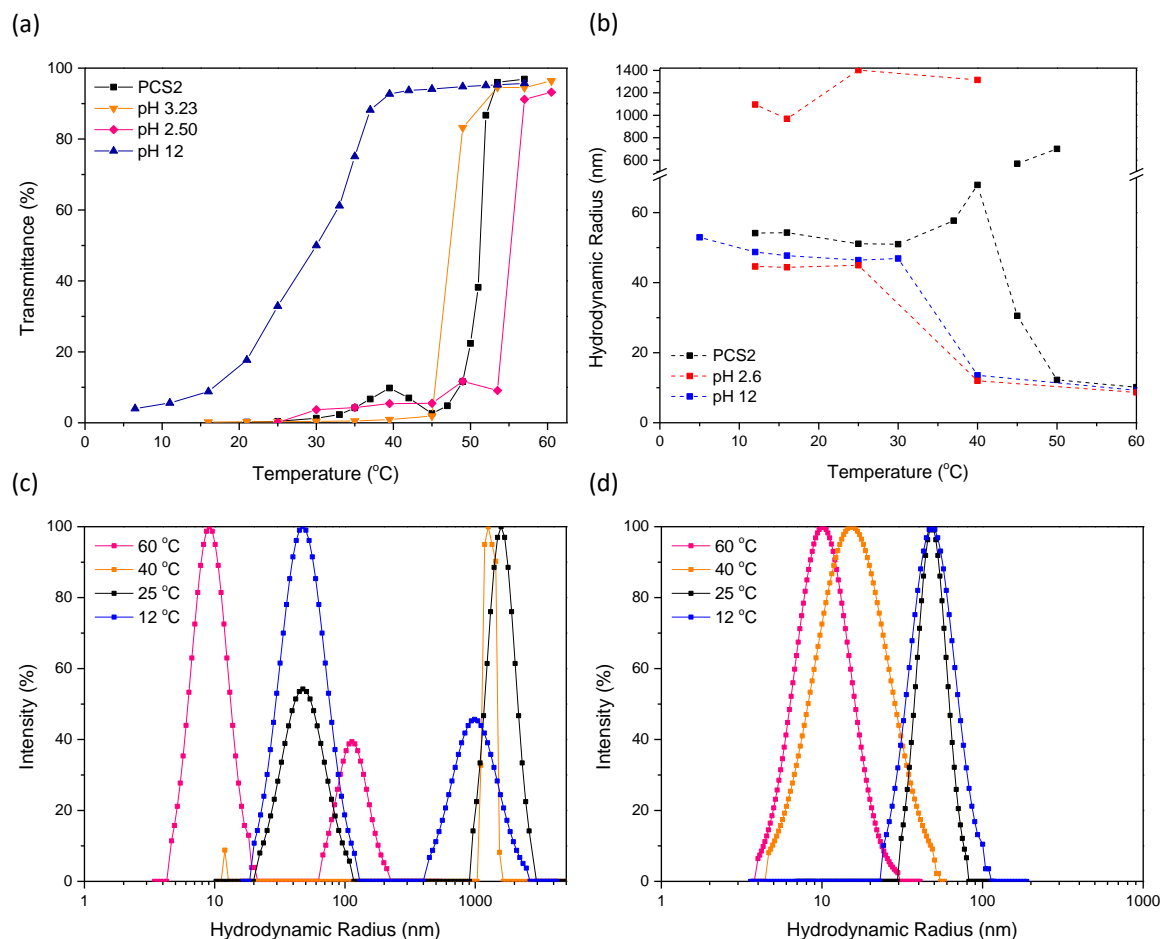 (a)
100
80
60
40
20
0
0 10 20 30 40 50 60
Transmittance (%)
Temperature (°C)
PCS2
pH 3.23
pH 2.50
pH 12
(b)
1400
1300
1200
1100
1000
900
800
700
600
60
40
20
0
0 10 20 30 40 50 60
Hydrodynamic Radius (nm)
Temperature (°C)
PCS2
pH 2.6
pH 12
(c)
100
80
60
40
20
0
1 10 100 1000
Intensity (%)
Hydrodynamic Radius (nm)
60 °C
40 °C
25 °C
12 °C
(d)
100
80
60
40
20
0
1 10 100 1000
Intensity (%)
Hydrodynamic Radius (nm)
60 °C
40 °C
25 °C
12 °C